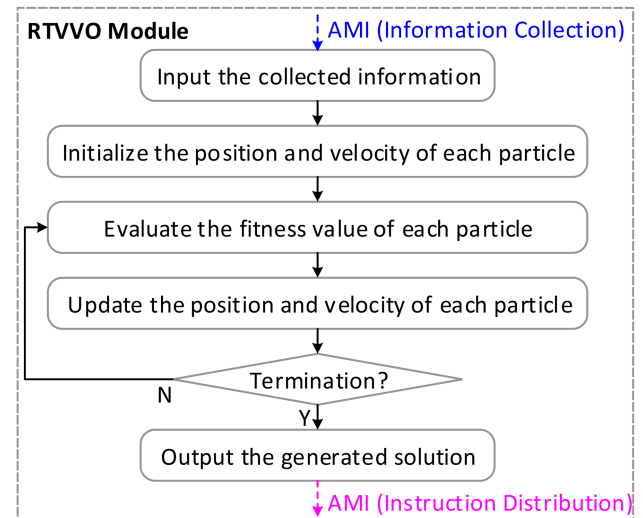 RTVVO Module
AMI (Information Collection)
Input the collected information
Initialize the position and velocity of each particle
Evaluate the fitness value of each particle
Update the position and velocity of each particle
Termination?
N
Y
Output the generated solution
AMI (Instruction Distribution)